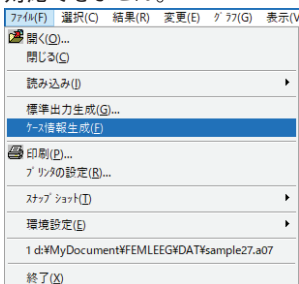 ファイル(F) 選択(C) 結果(R) 変更(E) グラフ(G) 表示(V
開く(O)...
閉じる(C)
読み込み(I)
標準出力生成(G)...
ケース情報生成(F)
印刷(P)...
プリンタの設定(R)...
スナップショット(T)
環境設定(E)
1 d:¥MyDocument¥FEMLEEG¥DAT¥sample27.a07
終了(X)